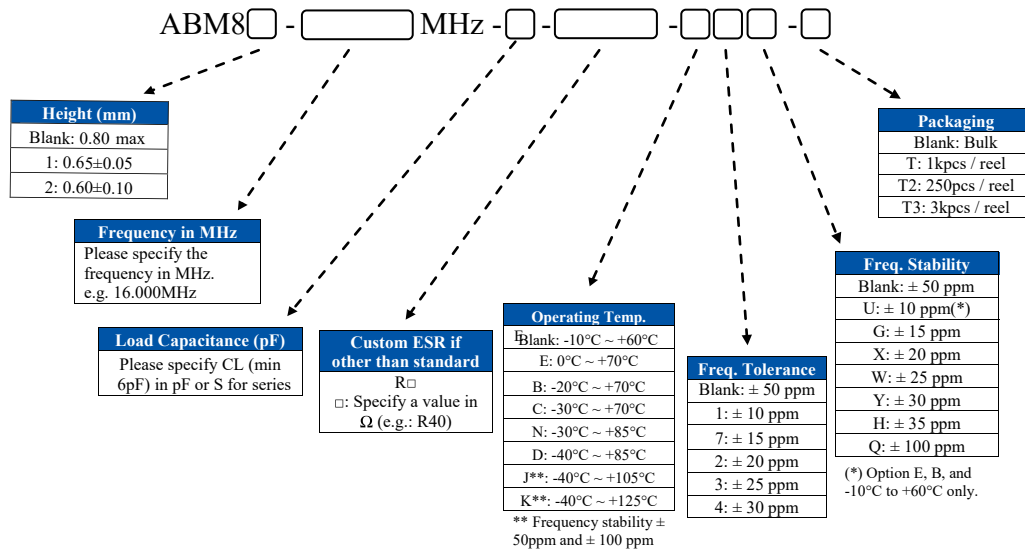 ABM8□ - □ MHz - □ - □ - □□□ - □
Height (mm)
Blank: 0.80 max
1: 0.65±0.05
2: 0.60±0.10
Frequency in MHz
Please specify the
frequency in MHz.
e.g. 16.000MHz
Load Capacitance (pF)
Please specify CL (min
6pF) in pF or S for series
Custom ESR if
other than standard
R□
□: Specify a value in
Ω (e.g.: R40)
Operating Temp.
Blank: -10°C ~ +60°C
E: 0°C ~ +70°C
B: -20°C ~ +70°C
C: -30°C ~ +70°C
N: -30°C ~ +85°C
D: -40°C ~ +85°C
J**: -40°C ~ +105°C
K**: -40°C ~ +125°C
** Frequency stability ±
50ppm and ± 100 ppm
Freq. Tolerance
Blank: ± 50 ppm
1: ± 10 ppm
7: ± 15 ppm
2: ± 20 ppm
3: ± 25 ppm
4: ± 30 ppm
Freq. Stability
Blank: ± 50 ppm
U: ± 10 ppm(*)
G: ± 15 ppm
X: ± 20 ppm
W: ± 25 ppm
Y: ± 30 ppm
H: ± 35 ppm
Q: ± 100 ppm
(*) Option E, B, and
-10°C to +60°C only.
Packaging
Blank: Bulk
T: 1kpcs / reel
T2: 250pcs / reel
T3: 3kpcs / reel